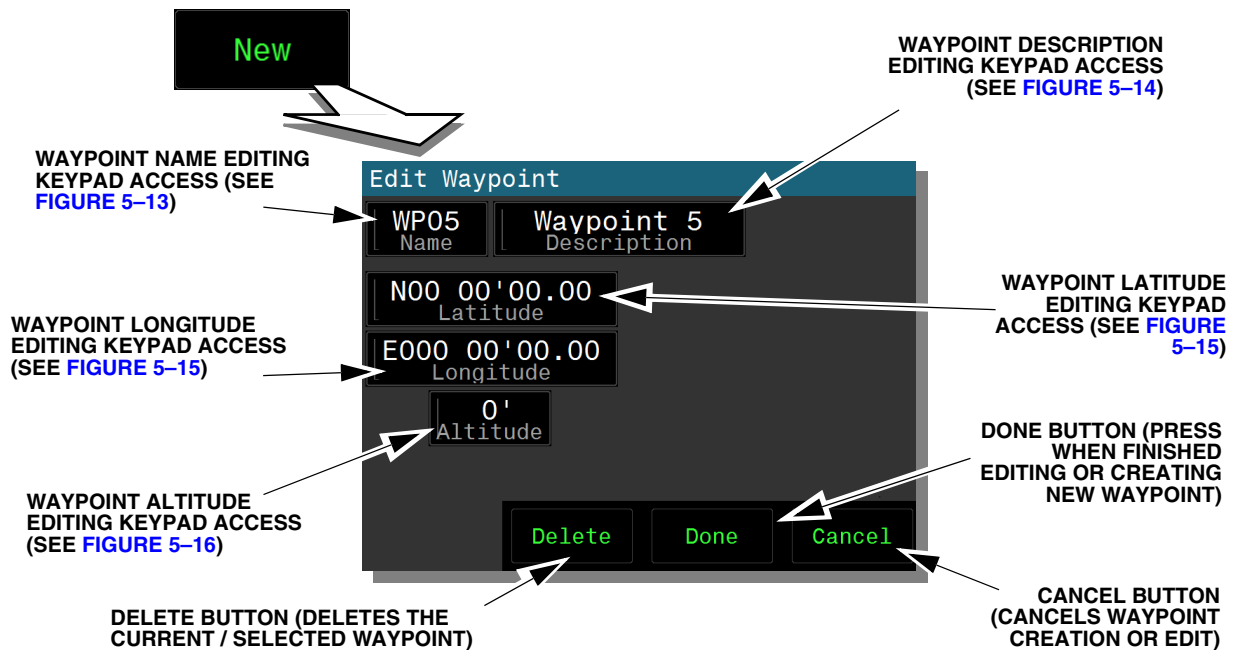 New
WAYPOINT DESCRIPTION
EDITING KEYPAD ACCESS
(SEE FIGURE 5–14)
WAYPOINT NAME EDITING
KEYPAD ACCESS (SEE
FIGURE 5–13)
Edit Waypoint
WP05 Waypoint 5
Name Description
N00 00'00.00
Latitude
WAYPOINT LATITUDE
EDITING KEYPAD
ACCESS (SEE FIGURE
5–15)
WAYPOINT LONGITUDE
EDITING KEYPAD ACCESS
(SEE FIGURE 5–15)
E000 00'00.00
Longitude
0'
Altitude
DONE BUTTON (PRESS
WHEN FINISHED
EDITING OR CREATING
NEW WAYPOINT)
WAYPOINT ALTITUDE
EDITING KEYPAD ACCESS
(SEE FIGURE 5–16)
Delete Done Cancel
DELETE BUTTON (DELETES THE
CURRENT / SELECTED WAYPOINT)
CANCEL BUTTON
(CANCELS WAYPOINT
CREATION OR EDIT)